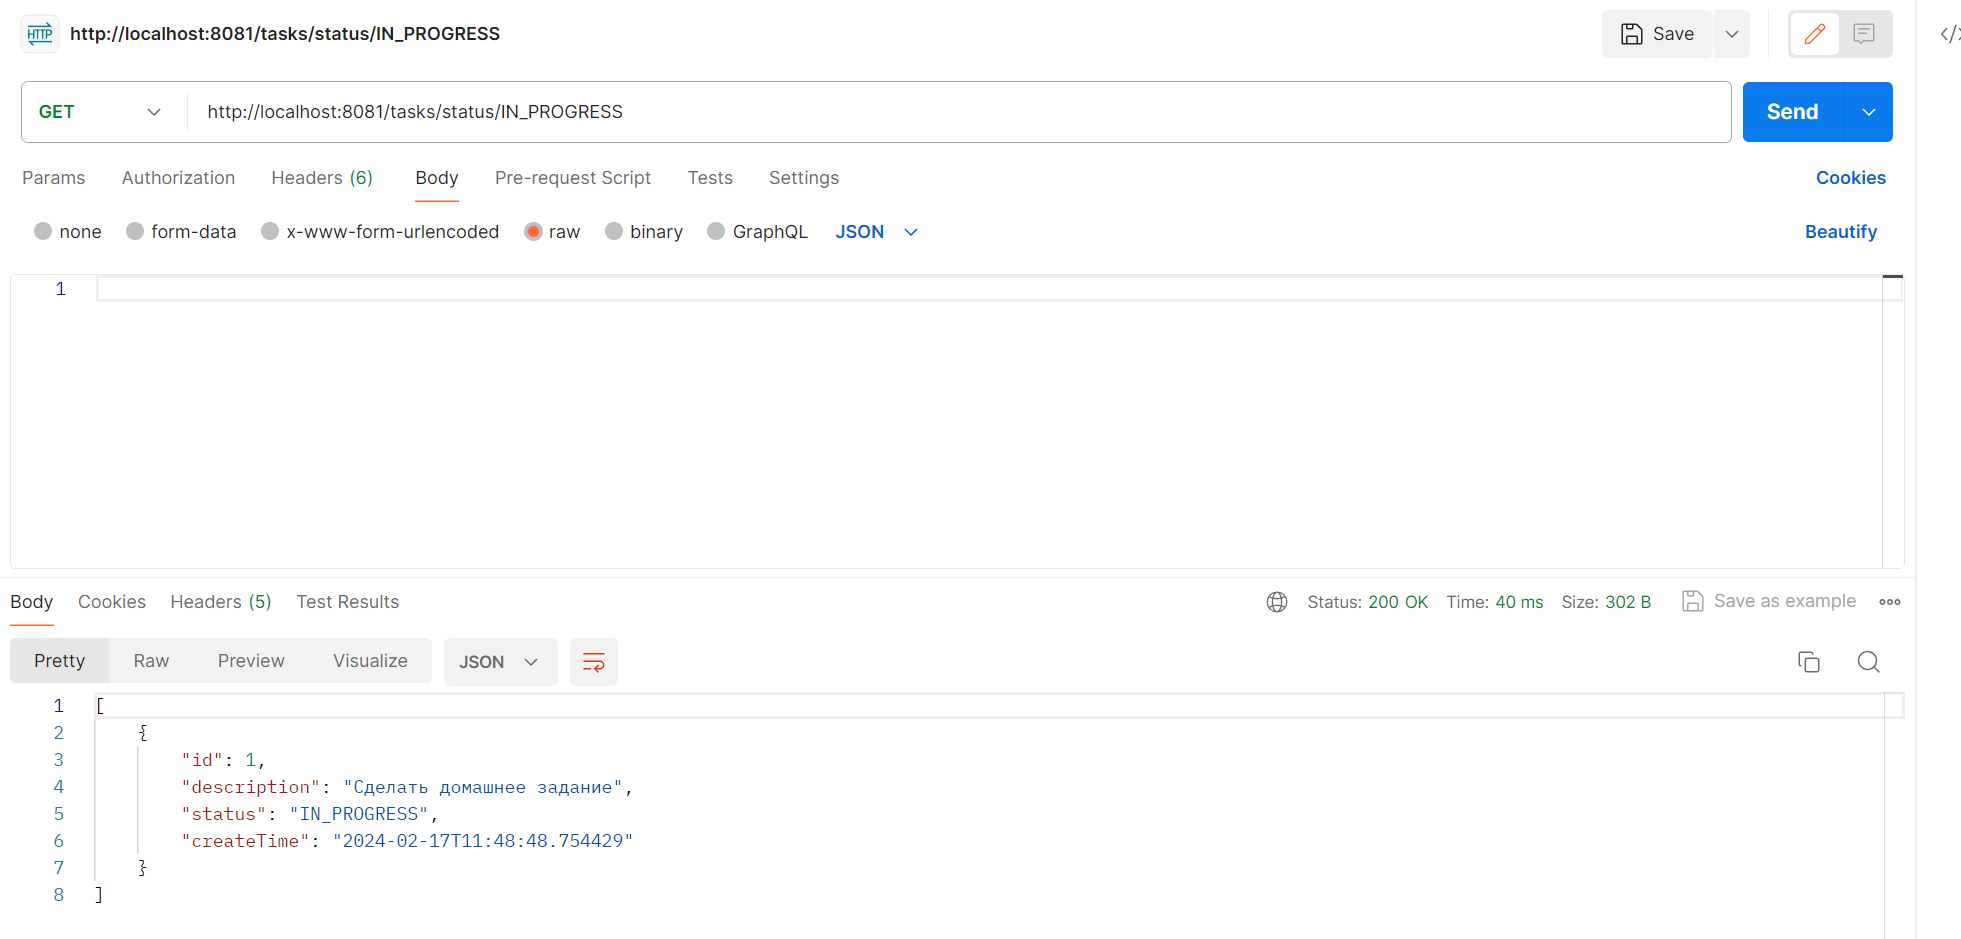 HTTP http://localhost:8081/tasks/status/IN_PROGRESS Save
GET http://localhost:8081/tasks/status/IN_PROGRESS Send
Params Authorization Headers (6) Body Pre-request Script Tests Settings Cookies
none form-data x-www-form-urlencoded raw binary GraphQL JSON Beautify
1
Body Cookies Headers (5) Test Results Status: 200 OK Time: 40 ms Size: 302 B Save as example
Pretty Raw Preview Visualize JSON
1 [
2 {
3 "id": 1,
4 "description": "Сделать домашнее задание",
5 "status": "IN_PROGRESS",
6 "createTime": "2024-02-17T11:48:48.754429"
7 }
8 ]